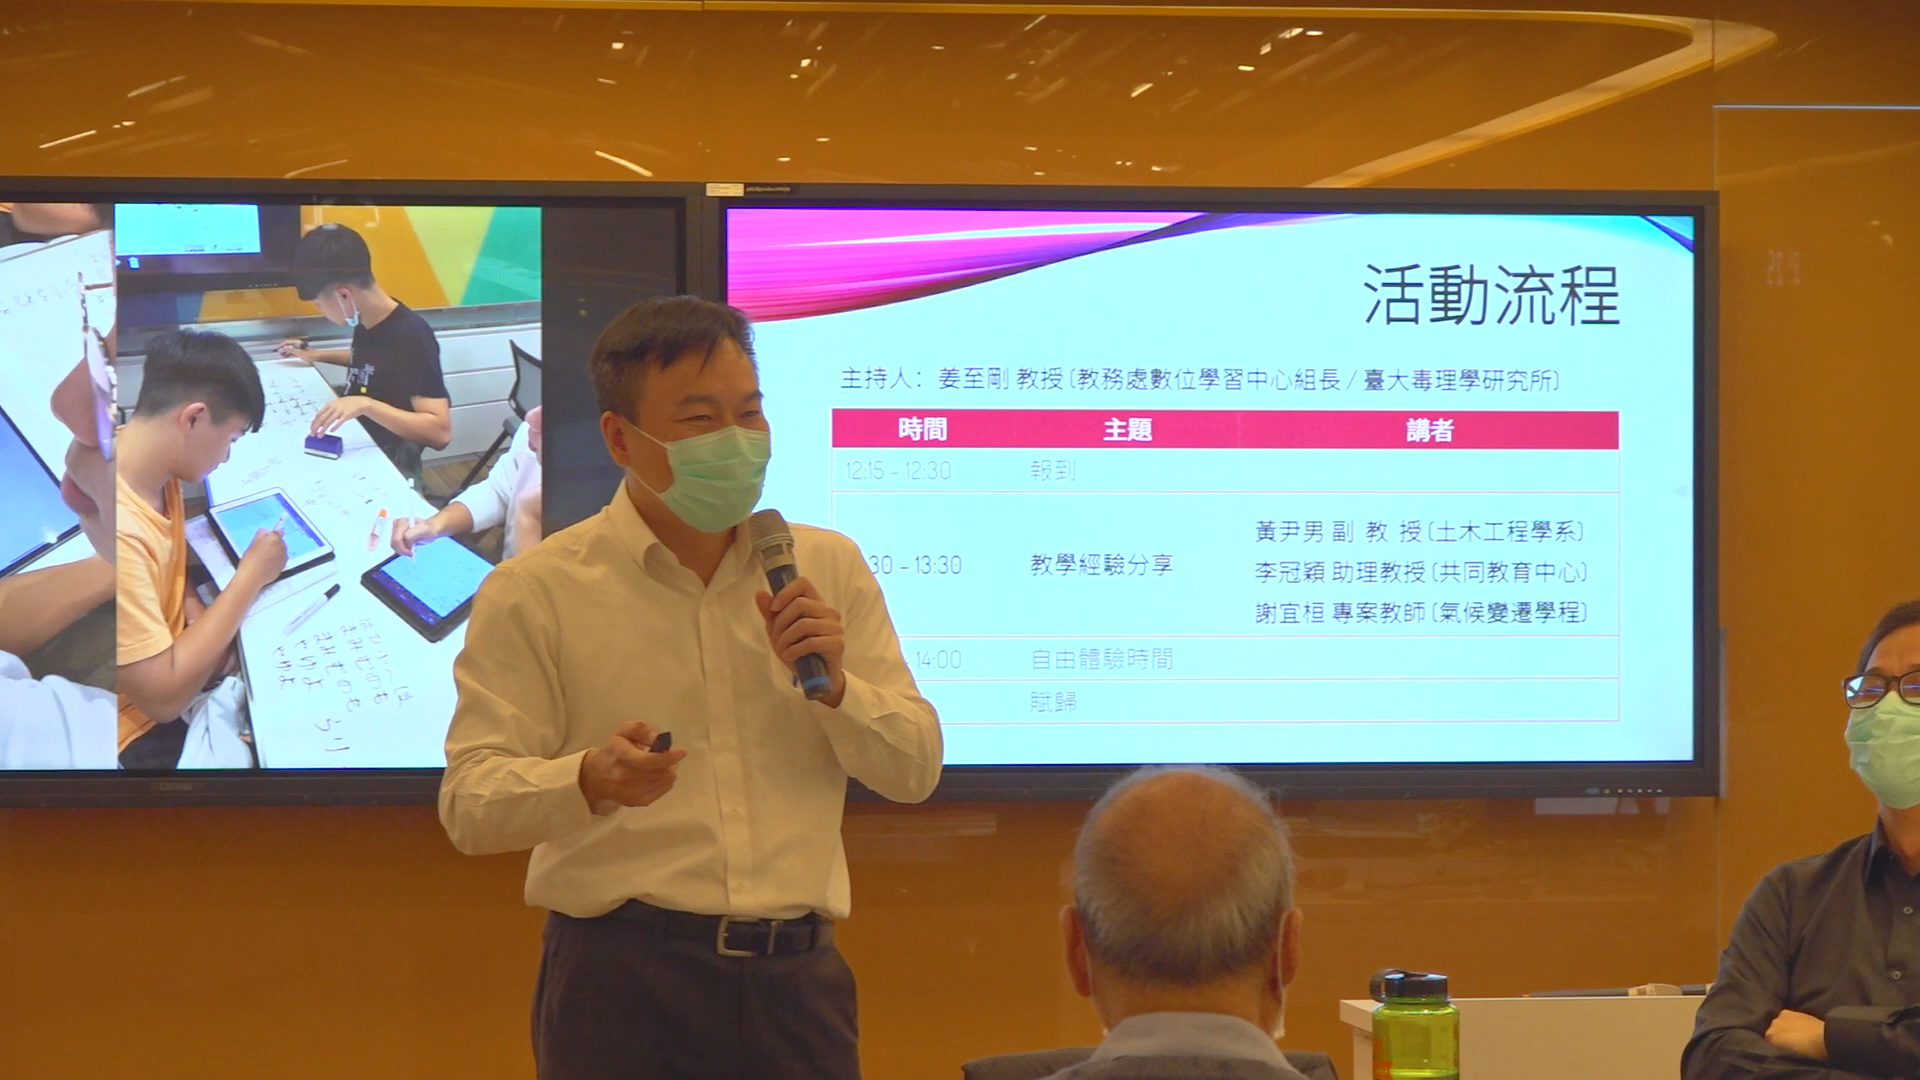 活動流程
主持人：姜至剛 教授 (教務處數位學習中心組長 / 臺大毒理學研究所)
時間 主題 講者
12:15 - 12:30 報到
黃尹男 副 教 授 (土木工程學系)
30 - 13:30 教學經驗分享 李冠穎 助理教授 (共同教育中心)
謝宜桓 專案教師 (氣候變遷學程)
- 14:00 自由體驗時間
賦歸